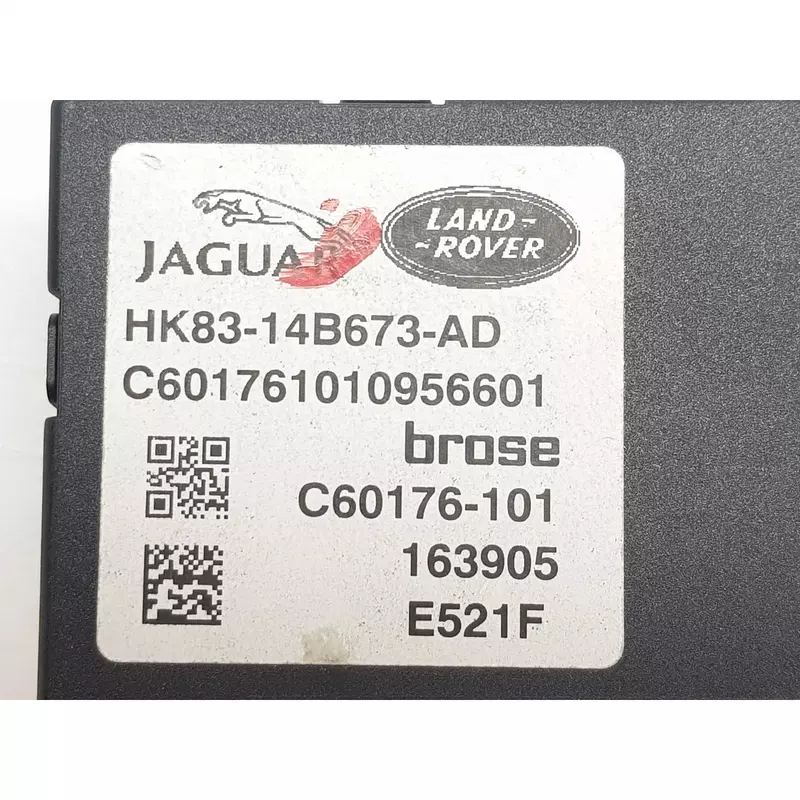 JAGUAR
LAND-
~ROVER
HK83-14B673-AD
C601761010956601
brose
C60176-101
163905
E521F